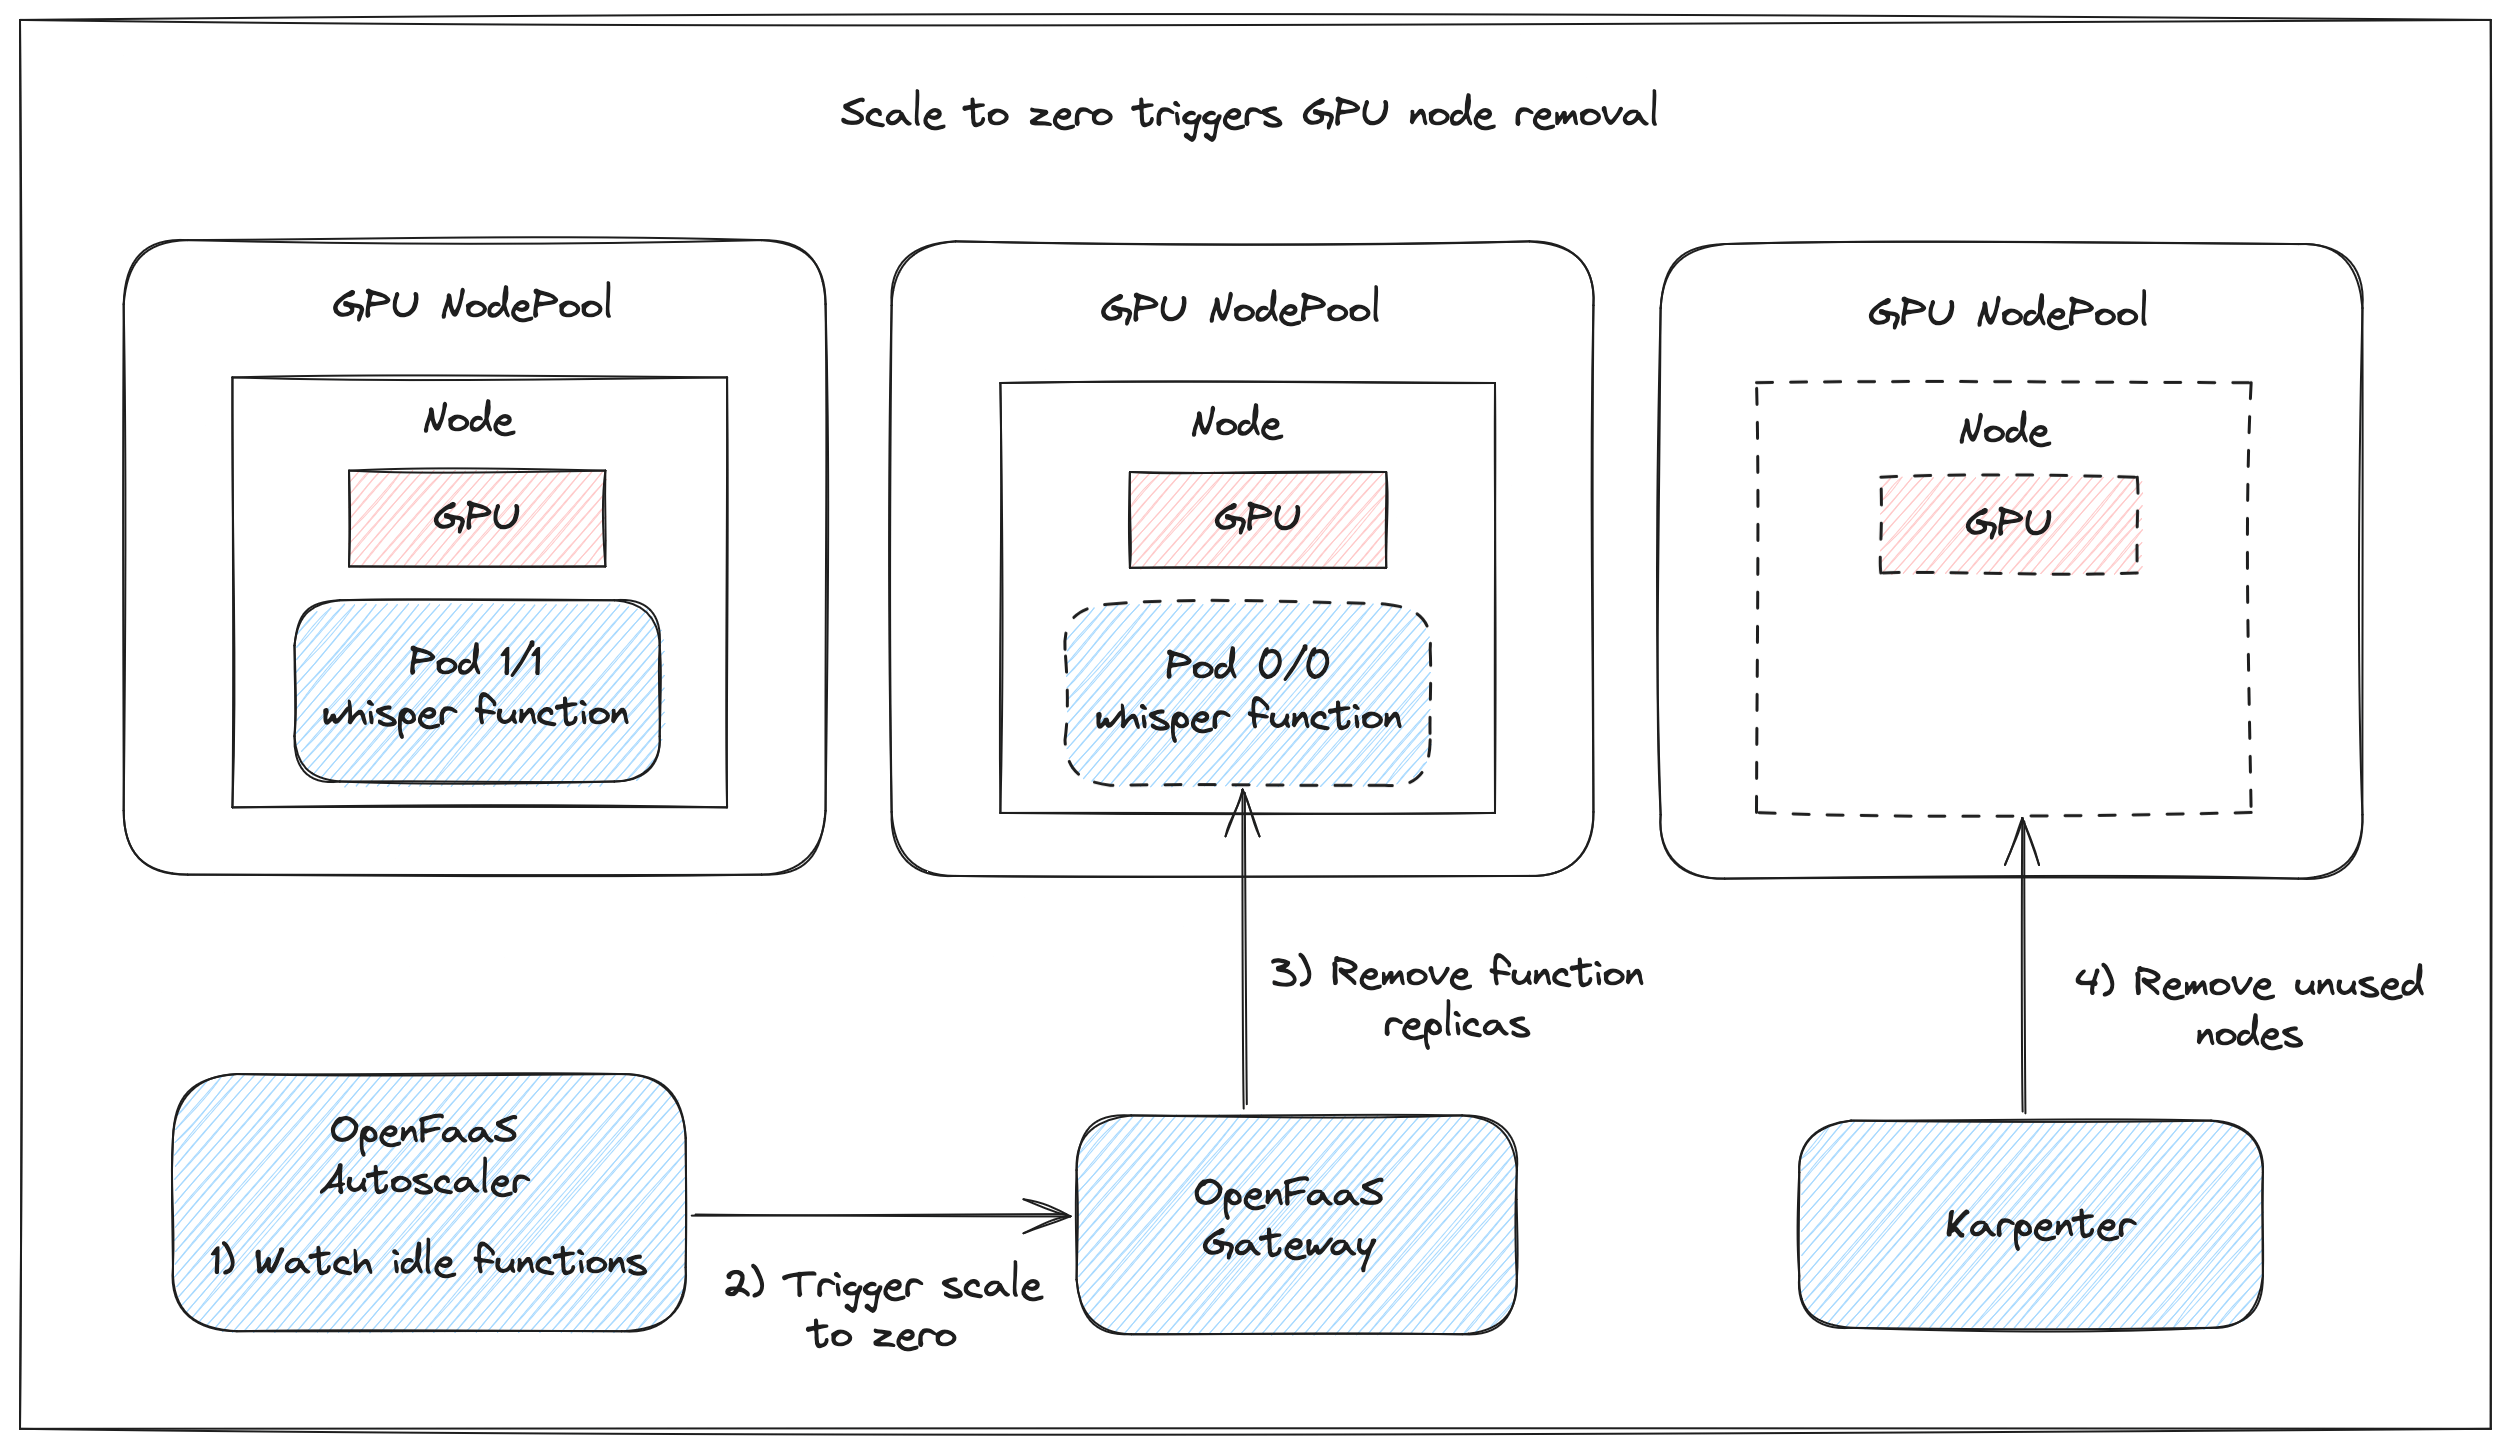 Scale to zero triggers GPU node removal
GPU NodePool
Node
GPU
Pod 1/1
whisper function
GPU NodePool
Node
GPU
Pod 0/0
whisper function
GPU NodePool
Node
GPU
3) Remove function
replicas
4) Remove unused
nodes
OpenFaaS
Autoscaler
1) Watch idle functions
2) Trigger scale
to zero
OpenFaaS
Gateway
Karpenter